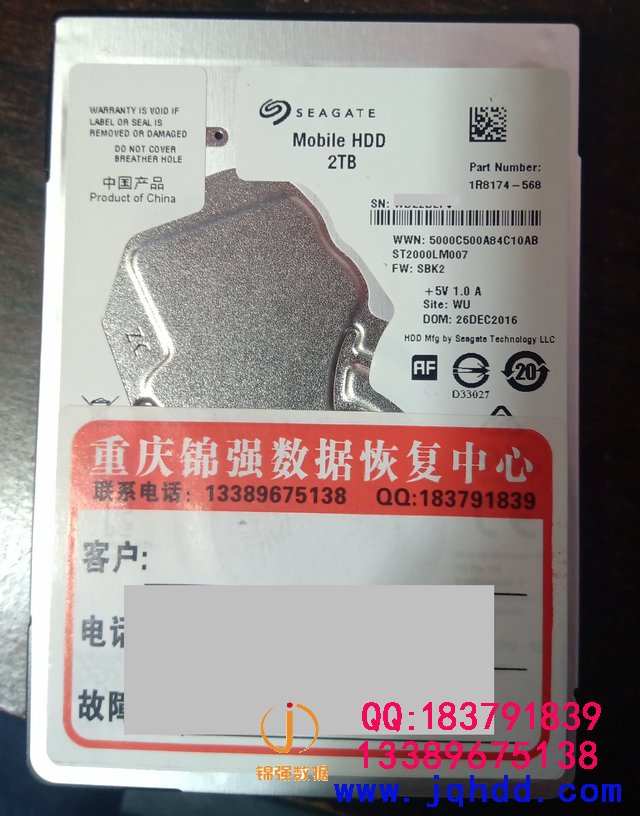 WARRANTY IS VOID IF
LABEL OR SEAL IS
REMOVED OR DAMAGED
DO NOT COVER
BREATHER HOLE
中国产品
Product of China
SEAGATE
Mobile HDD
2TB
Part Number:
1R8174-568
SN:
WWN: 5000C500A84C10AB
ST2000LM007
FW: SBK2
+5V 1.0 A
Site: WU
DOM: 26DEC2016
HDD Mfg by Seagate Technology LLC
AF
D33027
20
重庆锦强数据恢复中心
联系电话：13389675138 QQ:183791839
客户:
电话
故障
锦强数据
QQ:183791839
13389675138
www.jqhdd.com